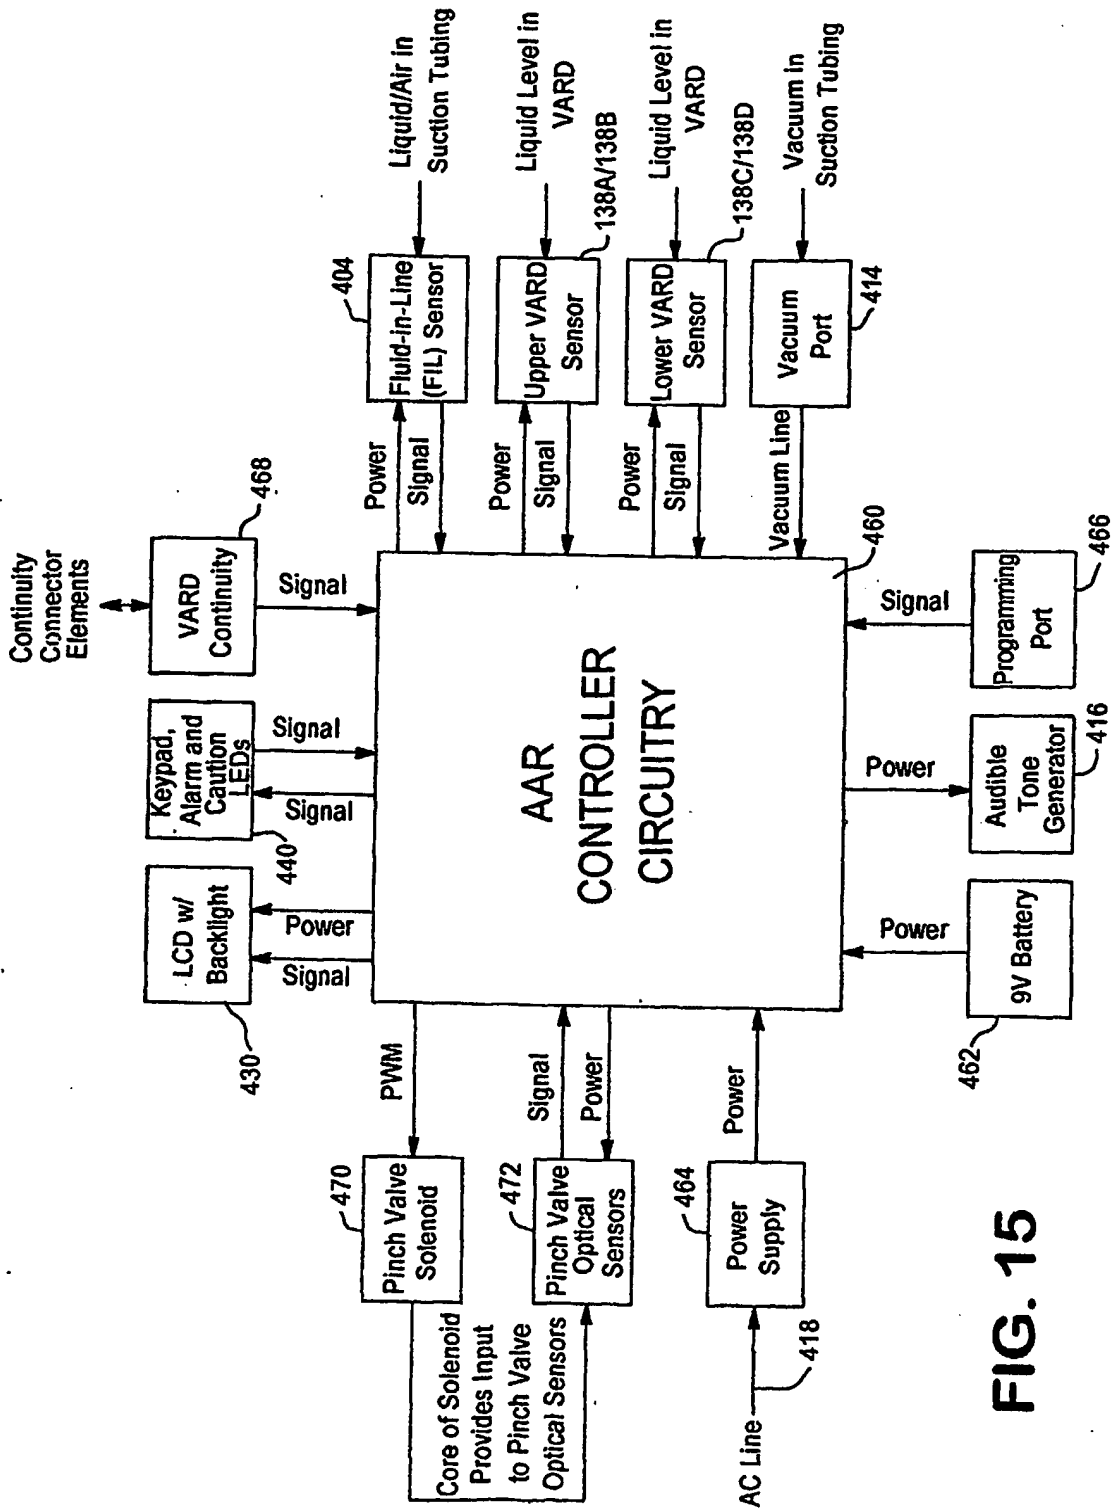 Continuity
Connector
Elements
430
LCD w/
Backlight
440
Keypad,
Alarm and
Caution
LEDs
VARD
Continuity
468
Signal
Power
Signal
Signal
Signal
470
Pinch Valve
Solenoid
PWM
Core of Solenoid
Provides Input
to Pinch Valve
Optical Sensors
472
Pinch Valve
Optical
Sensors
Signal
Power
AC Line
418
464
Power
Supply
Power
AAR
CONTROLLER
CIRCUITRY
460
Power
Signal
404
Fluid-in-Line
(FIL) Sensor
Liquid/Air in
Suction Tubing
Power
Signal
Upper VARD
Sensor
138A/138B
Liquid Level in
VARD
Power
Signal
Lower VARD
Sensor
138C/138D
Liquid Level in
VARD
Vacuum Line
Vacuum
Port
414
Vacuum in
Suction Tubing
Power
Power
Signal
462
9V Battery
Audible
Tone
Generator
416
Programming
Port
466
FIG. 15